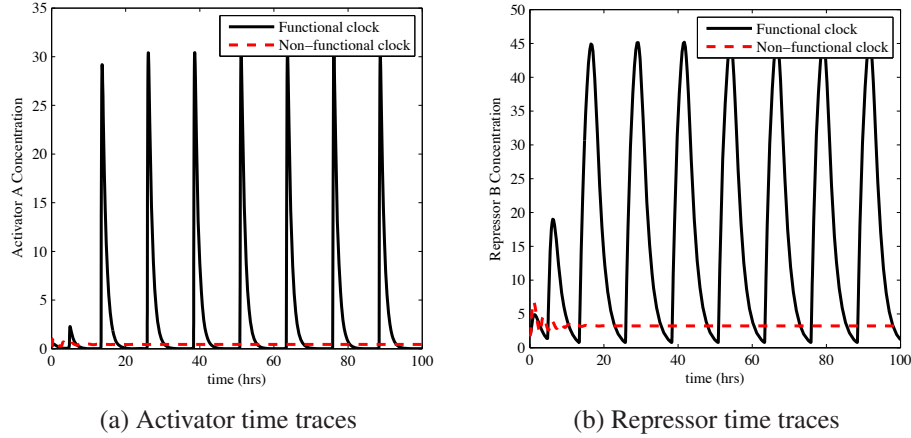 35
30
25
20
15
10
5
0
Activator A Concentration
Functional clock
Non−functional clock
0 20 40 60 80 100
time (hrs)
(a) Activator time traces
50
45
40
35
30
25
20
15
10
5
0
Repressor B Concentration
Functional clock
Non−functional clock
0 20 40 60 80 100
time (hrs)
(b) Repressor time traces